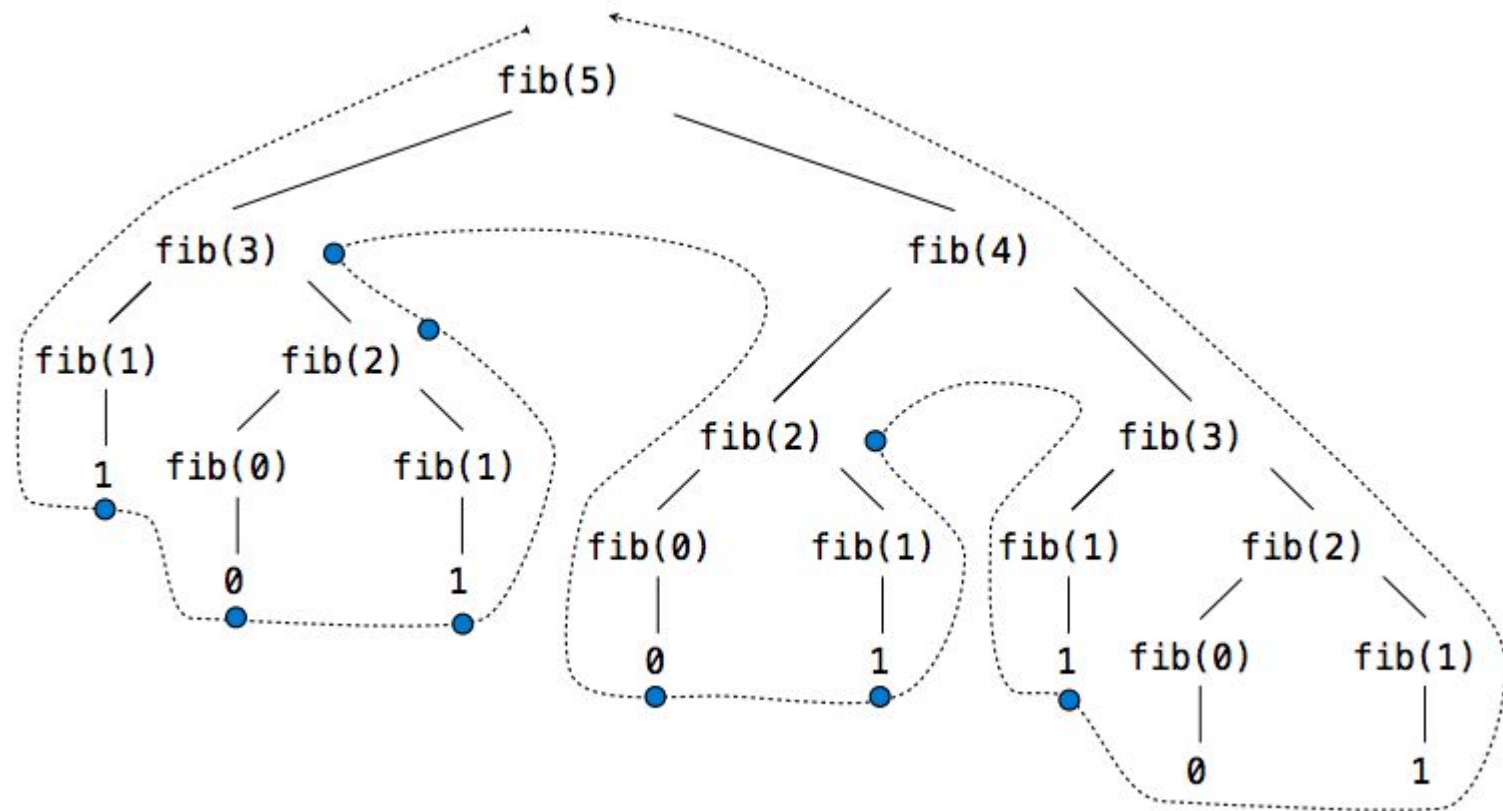 fib(5)
fib(3) fib(4)
fib(1) fib(2)
fib(2) fib(3)
1 fib(0) fib(1)
fib(0) fib(1) fib(1) fib(2)
0 1
0 1 1 fib(0) fib(1)
0 1